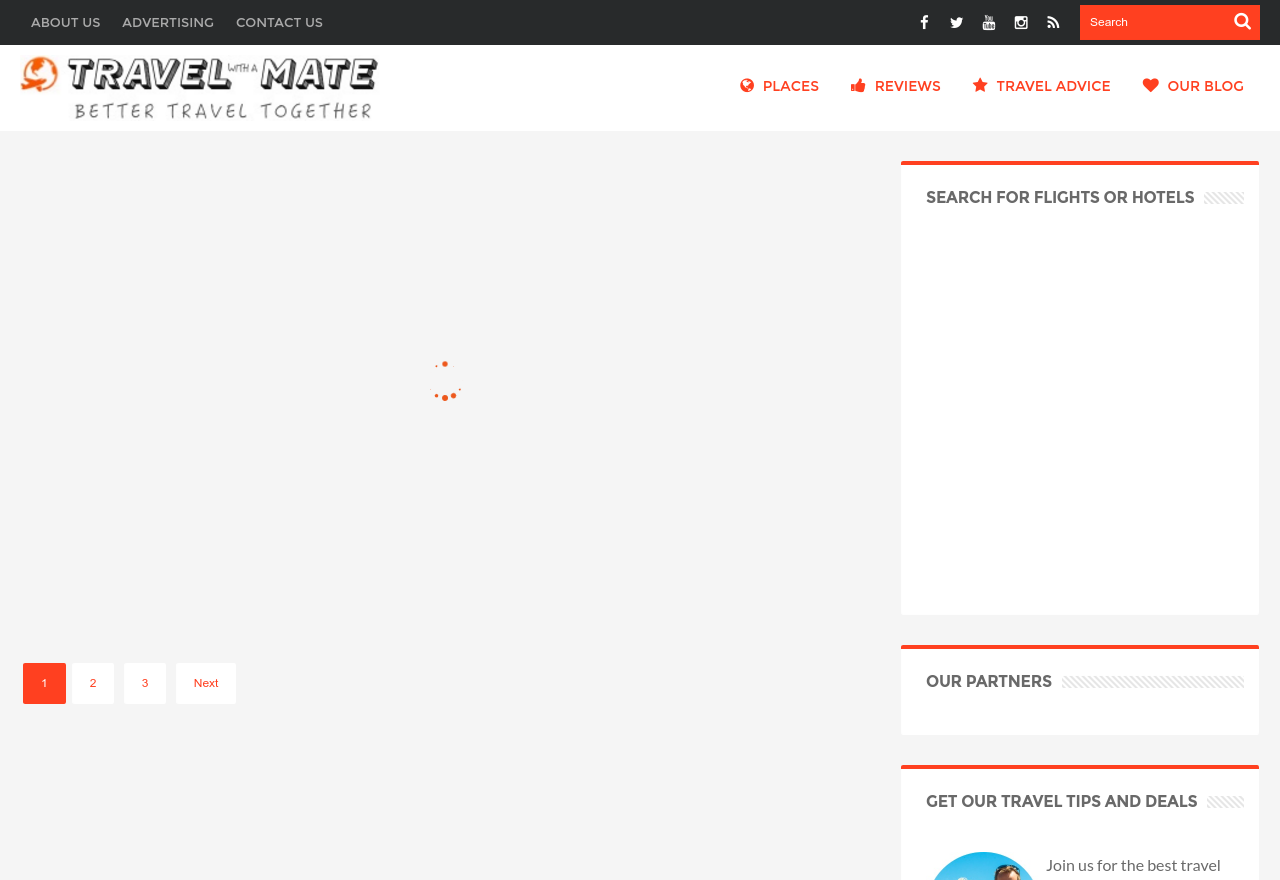 ABOUT US ADVERTISING CONTACT US Search
TRAVEL WITH A MATE
BETTER TRAVEL TOGETHER
PLACES REVIEWS TRAVEL ADVICE OUR BLOG
SEARCH FOR FLIGHTS OR HOTELS
1 2 3 Next
OUR PARTNERS
GET OUR TRAVEL TIPS AND DEALS
Join us for the best travel